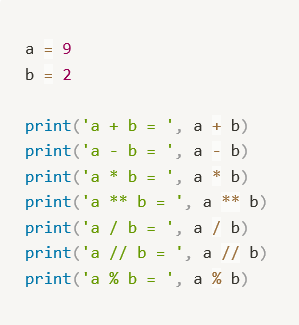 a = 9
b = 2
print('a + b = ', a + b)
print('a - b = ', a - b)
print('a * b = ', a * b)
print('a ** b = ', a ** b)
print('a / b = ', a / b)
print('a // b = ', a // b)
print('a % b = ', a % b)